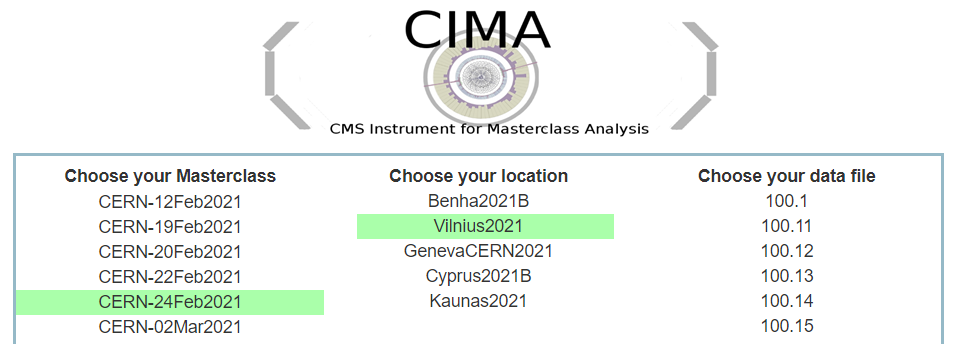 CIMA
CMS Instrument for Masterclass Analysis
Choose your Masterclass Choose your location Choose your data file
CERN-12Feb2021 Benha2021B 100.1
CERN-19Feb2021 Vilnius2021 100.11
CERN-20Feb2021 GenevaCERN2021 100.12
CERN-22Feb2021 Cyprus2021B 100.13
CERN-24Feb2021 Kaunas2021 100.14
CERN-02Mar2021 100.15